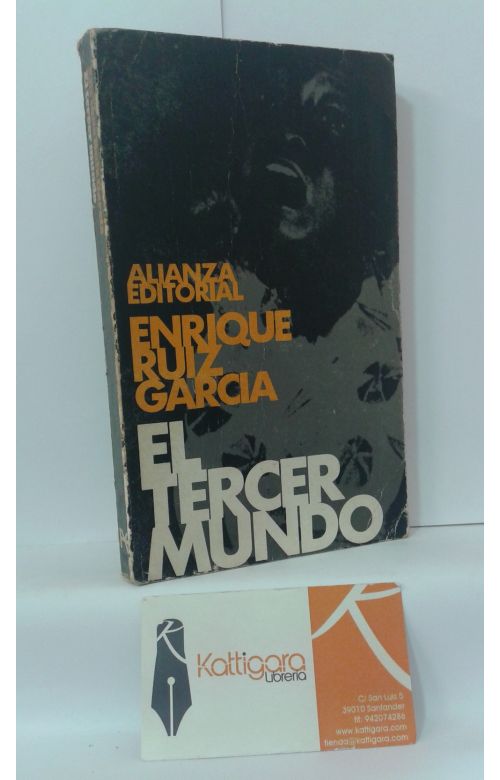 ALIANZA
EDITORIAL
ENRIQUE
RUIZ
GARCIA
EL
TERCER
MUNDO
Kattigara
Librería
C/ San Luis 5
39010 Santander
tlf: 942074286
www.kattigara.com
tienda@kattigara.com